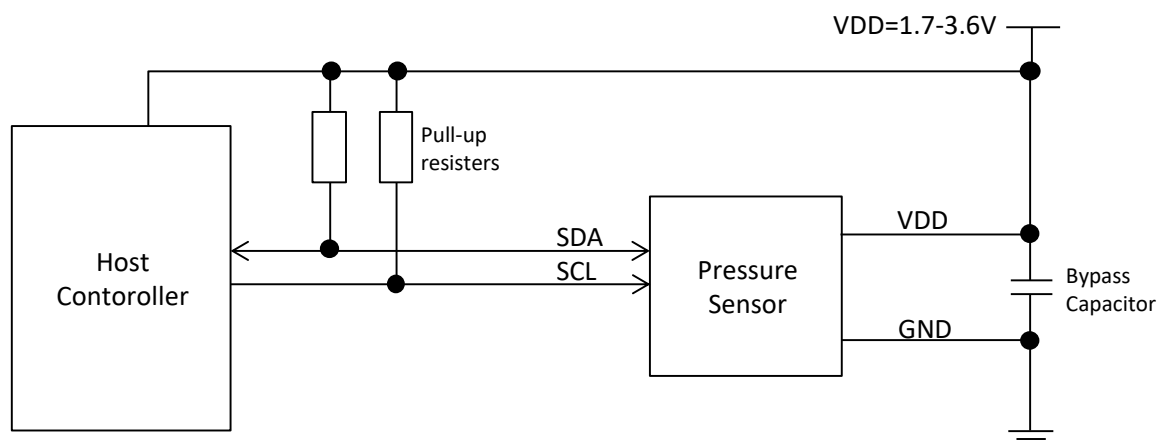 VDD=1.7-3.6V
Pull-up
resisters
SDA
SCL
VDD
GND
Host
Contoroller
Pressure
Sensor
Bypass
Capacitor